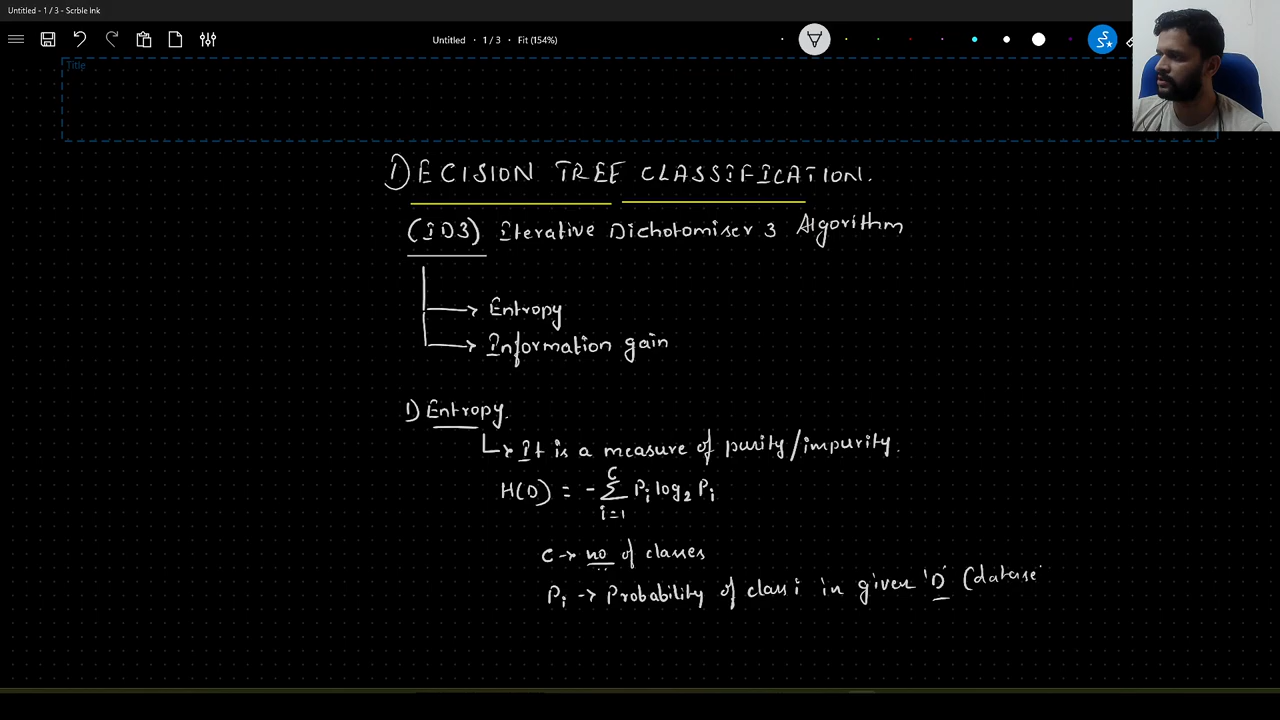 Untitled - 1 / 3 - Scrble Ink
Untitled • 1 / 3 • Fit (154%)
Title
DECISION TREE CLASSIFICATION.
(ID3) Iterative Dichotomiser 3 Algorithm
→ Entropy
→ Information gain
1) Entropy.
↳ It is a measure of purity/impurity.
H(D) = - ∑ᵢ₌₁ᶜ Pᵢ log₂ Pᵢ
C → no of classes
Pᵢ → Probability of class i in given 'D' (datase